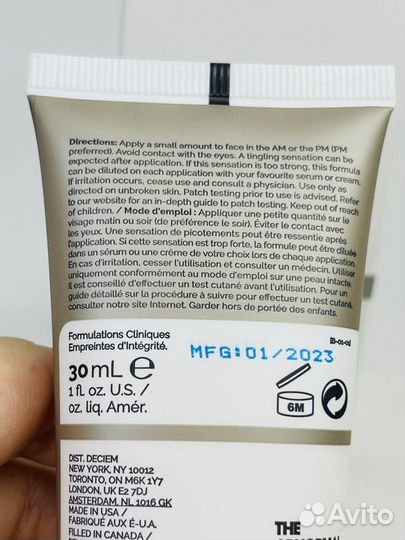 Directions: Apply a small amount to face in the AM or the PM (PM
preferred). Avoid contact with the eyes. A tingling sensation can be
expected after application. If this sensation is too strong, this formula
can be diluted on each application with your favourite serum or cream.
If irritation occurs, cease use and consult a physician. Use only as
directed on unbroken skin. Patch testing prior to use is advised. Refer
to our website for an in-depth guide to patch testing. Keep out of reach
of children. / Mode d'emploi : Appliquer une petite quantité sur le
visage matin ou soir (de préférence le soir). Éviter le contact avec
les yeux. Une sensation de picotements peut être ressentie après
l'application. Si cette sensation est trop forte, la formule peut être diluée
dans un sérum ou une crème de votre choix lors de chaque application.
En cas d'irritation, cesser l'utilisation et consulter un médecin. Utiliser
uniquement conformément au mode d'emploi sur une peau intacte.
Il est conseillé d'effectuer un test cutané avant l'utilisation. Pour un
guide détaillé sur la procédure à suivre pour effectuer un test cutané,
consultez notre site Internet. Garder hors de portée des enfants.
Formulations Cliniques
Empreintes d'Intégrité.
MFG:01/2023
30 mL e
1 fl. oz. U.S. /
oz. liq. Amér.
6M
DIST. DECIEM
NEW YORK, NY 10012
TORONTO, ON M6K 1Y7
LONDON, UK E2 7DJ
AMSTERDAM, NL 1016 GK
MADE IN USA /
FABRIQUÉ AUX É-U.A.
FILLED IN CANADA /
THE
Avito